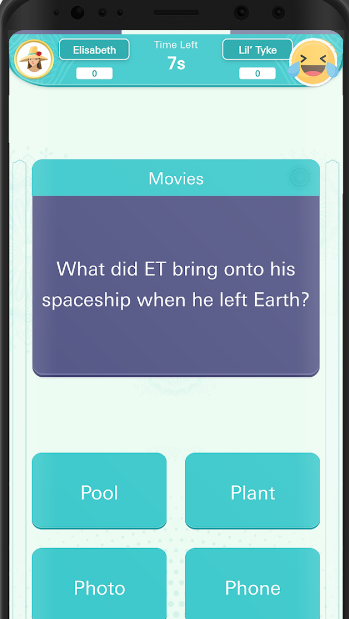 Elisabeth
0
Time Left
7s
Lil' Tyke
0
Movies
What did ET bring onto his
spaceship when he left Earth?
Pool
Plant
Photo
Phone